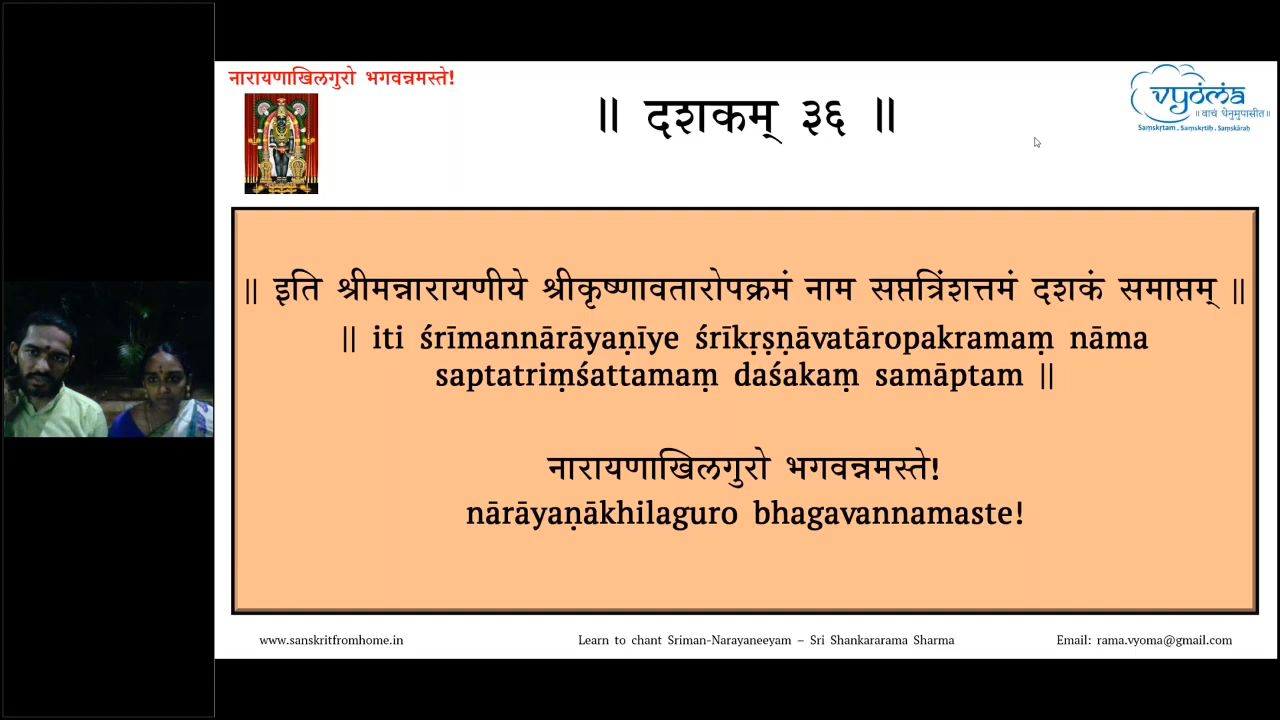 नारायणाखिलगुरो भगवन्नमस्ते!
॥ दशकम् ३६ ॥
vyoma
॥ वाचं धेनुमुपासीत॥
Saṃskṛtam . Saṃskṛtiḥ . Saṃskāraḥ
॥ इति श्रीमन्नारायणीये श्रीकृष्णावतारोपक्रमं नाम सप्तत्रिंशत्तमं दशकं समाप्तम् ॥
|| iti śrīmannārāyaṇīye śrīkṛṣṇāvatāropakramaṃ nāma
saptatriṃśattamaṃ daśakaṃ samāptam ||
नारायणाखिलगुरो भगवन्नमस्ते!
nārāyaṇākhilaguro bhagavannamaste!
www.sanskritfromhome.in Learn to chant Sriman-Narayaneeyam – Sri Shankararama Sharma Email: rama.vyoma@gmail.com